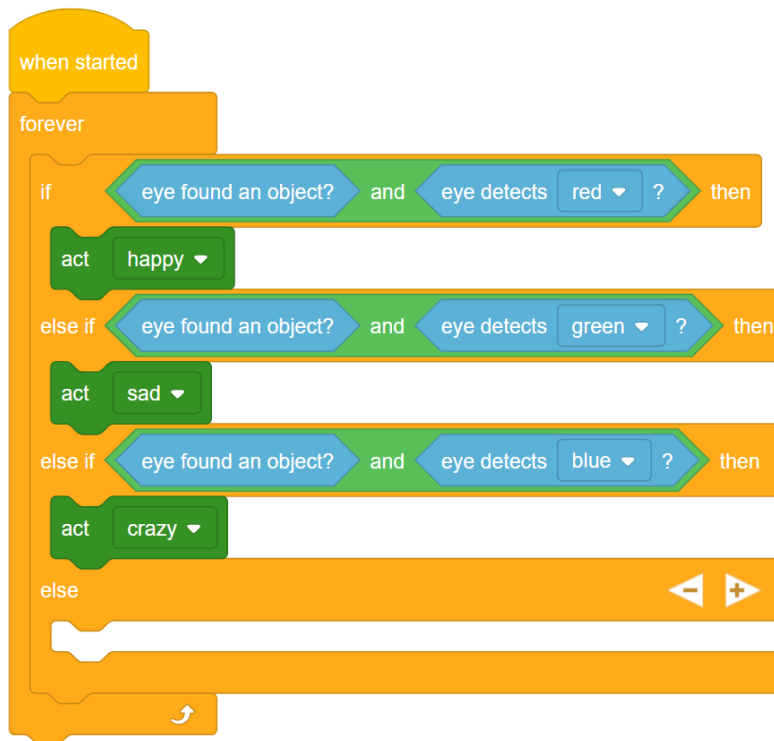 when started
forever
if eye found an object? and eye detects red ? then
act happy
else if eye found an object? and eye detects green ? then
act sad
else if eye found an object? and eye detects blue ? then
act crazy
else